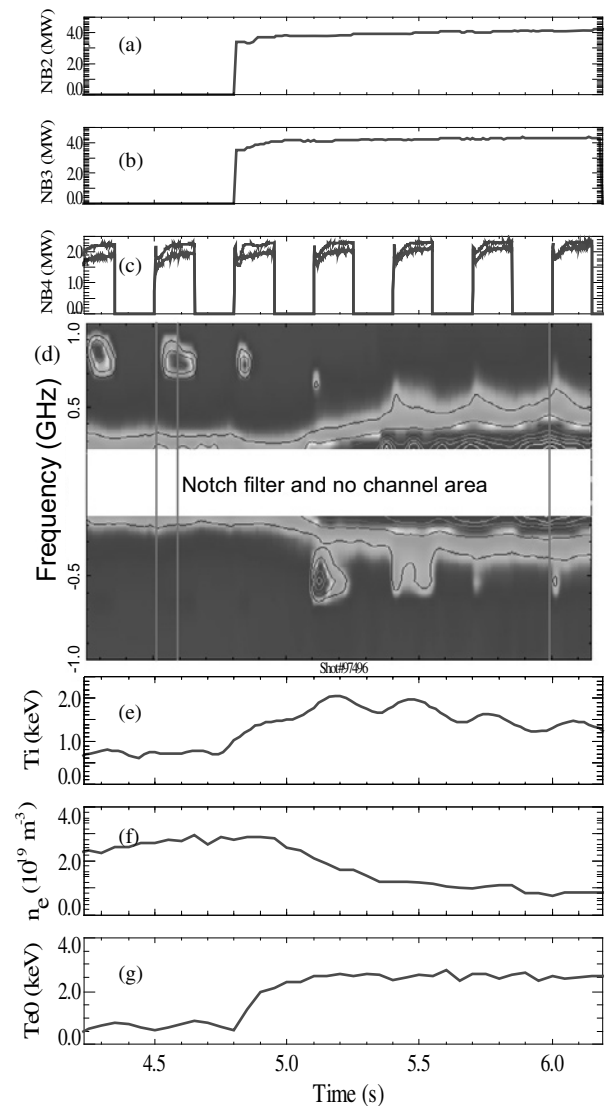 NB2 (MW)
4.0
2.0
0.0
(a)
NB3 (MW)
4.0
2.0
0.0
(b)
NB4 (MW)
2.0
1.0
.0
(c)
(d)
Frequency (GHz)
1.0
0.5
Notch filter and no channel area
-0.5
-1.0
Shot#97496
Ti (keV)
2.0
1.0
0.0
(e)
ne (10^19 m^-3)
4.0
2.0
0.0
(f)
Te0 (keV)
4.0
2.0
0.0
(g)
4.5 5.0 5.5 6.0
Time (s)